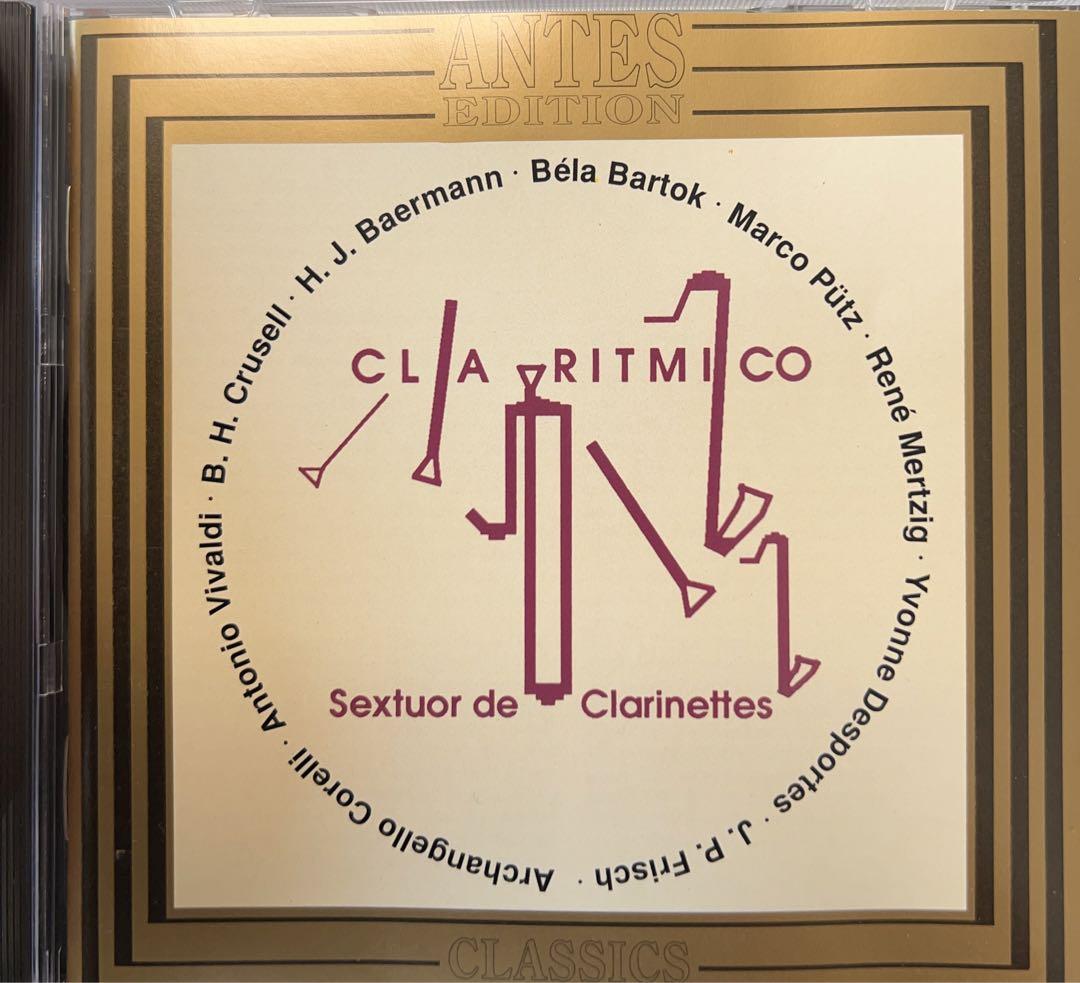 ANTES
EDITION
Antonio Vivaldi · B. H. Crusell · H. J. Baermann · Béla Bartok · Marco Pütz · René Mertzig · Yvonne Desportes · J. P. Frisch · Archangello Corelli ·
CLARITMICO
Sextuor de Clarinettes
CLASSICS